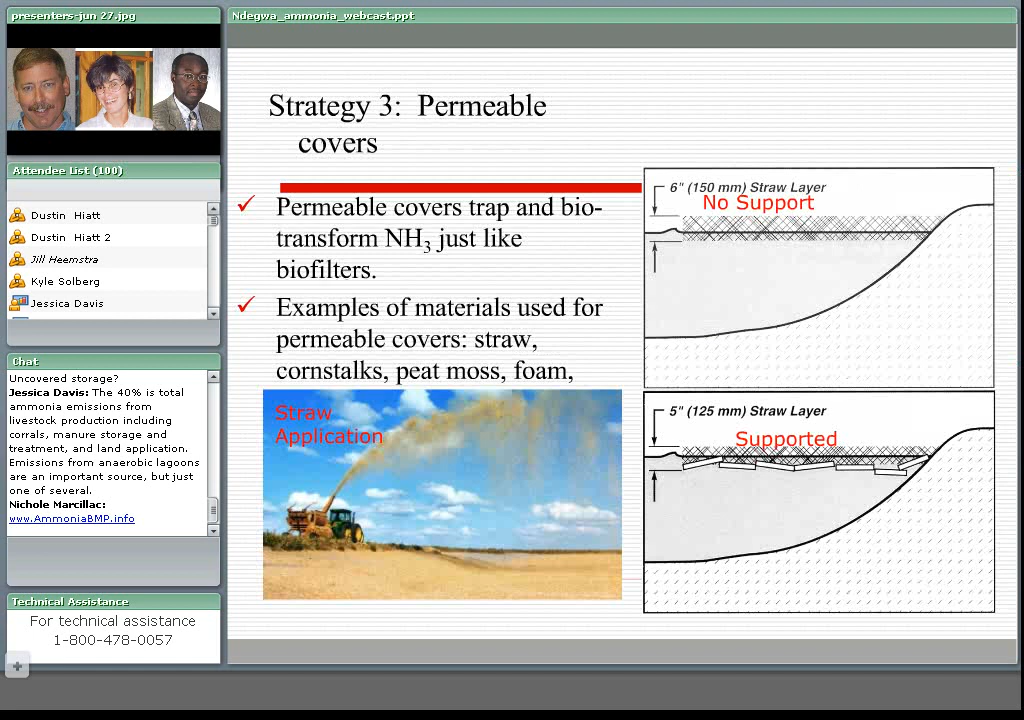 presenters-jun 27.jpg
Attendee List (100)
Dustin Hiatt
Dustin Hiatt 2
Jill Heemstra
Kyle Solberg
Jessica Davis
Chat
Uncovered storage?
Jessica Davis: The 40% is total
ammonia emissions from
livestock production including
corrals, manure storage and
treatment, and land application.
Emissions from anaerobic lagoons
are an important source, but just
one of several.
Nichole Marcillac:
www.AmmoniaBMP.info
Technical Assistance
For technical assistance
1-800-478-0057
Ndegwa_ammonia_webcast.ppt
Strategy 3: Permeable
covers
Permeable covers trap and bio-
transform NH3 just like
biofilters.
Examples of materials used for
permeable covers: straw,
cornstalks, peat moss, foam,
Straw
Application
6" (150 mm) Straw Layer
No Support
5" (125 mm) Straw Layer
Supported